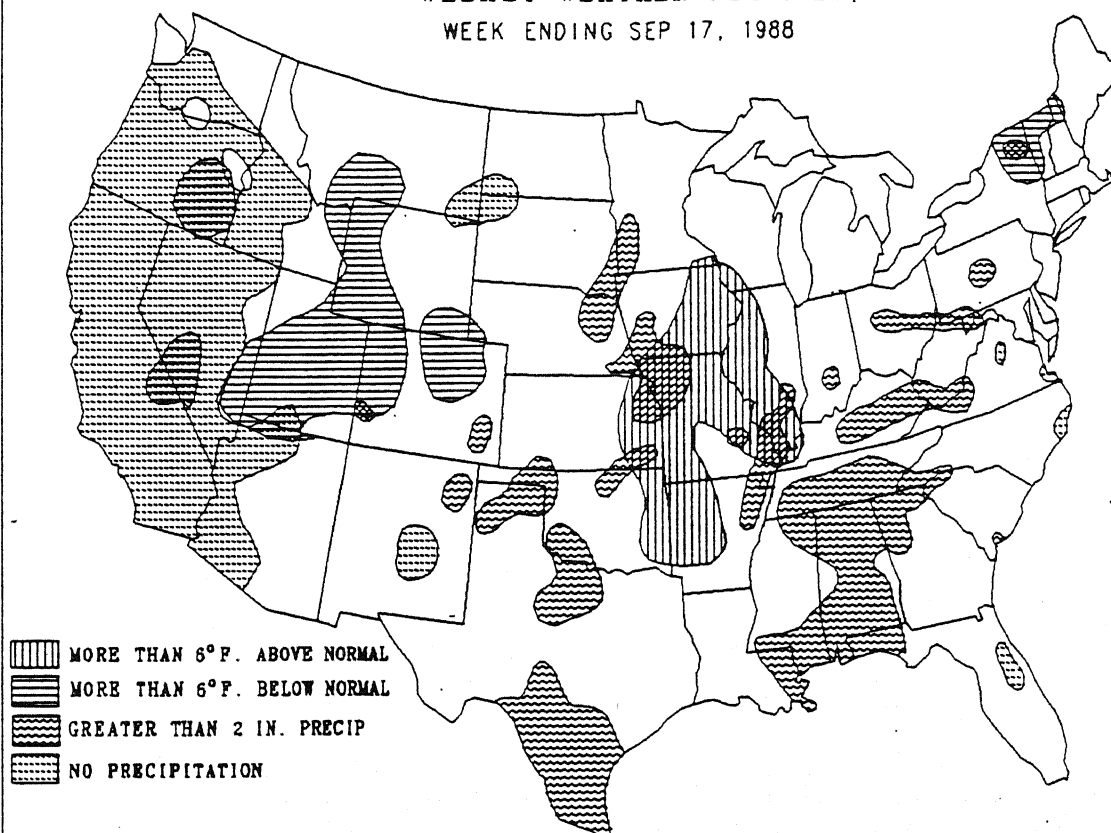 WEEK ENDING SEP 17, 1988
MORE THAN 6°F. ABOVE NORMAL
MORE THAN 6°F. BELOW NORMAL
GREATER THAN 2 IN. PRECIP
NO PRECIPITATION